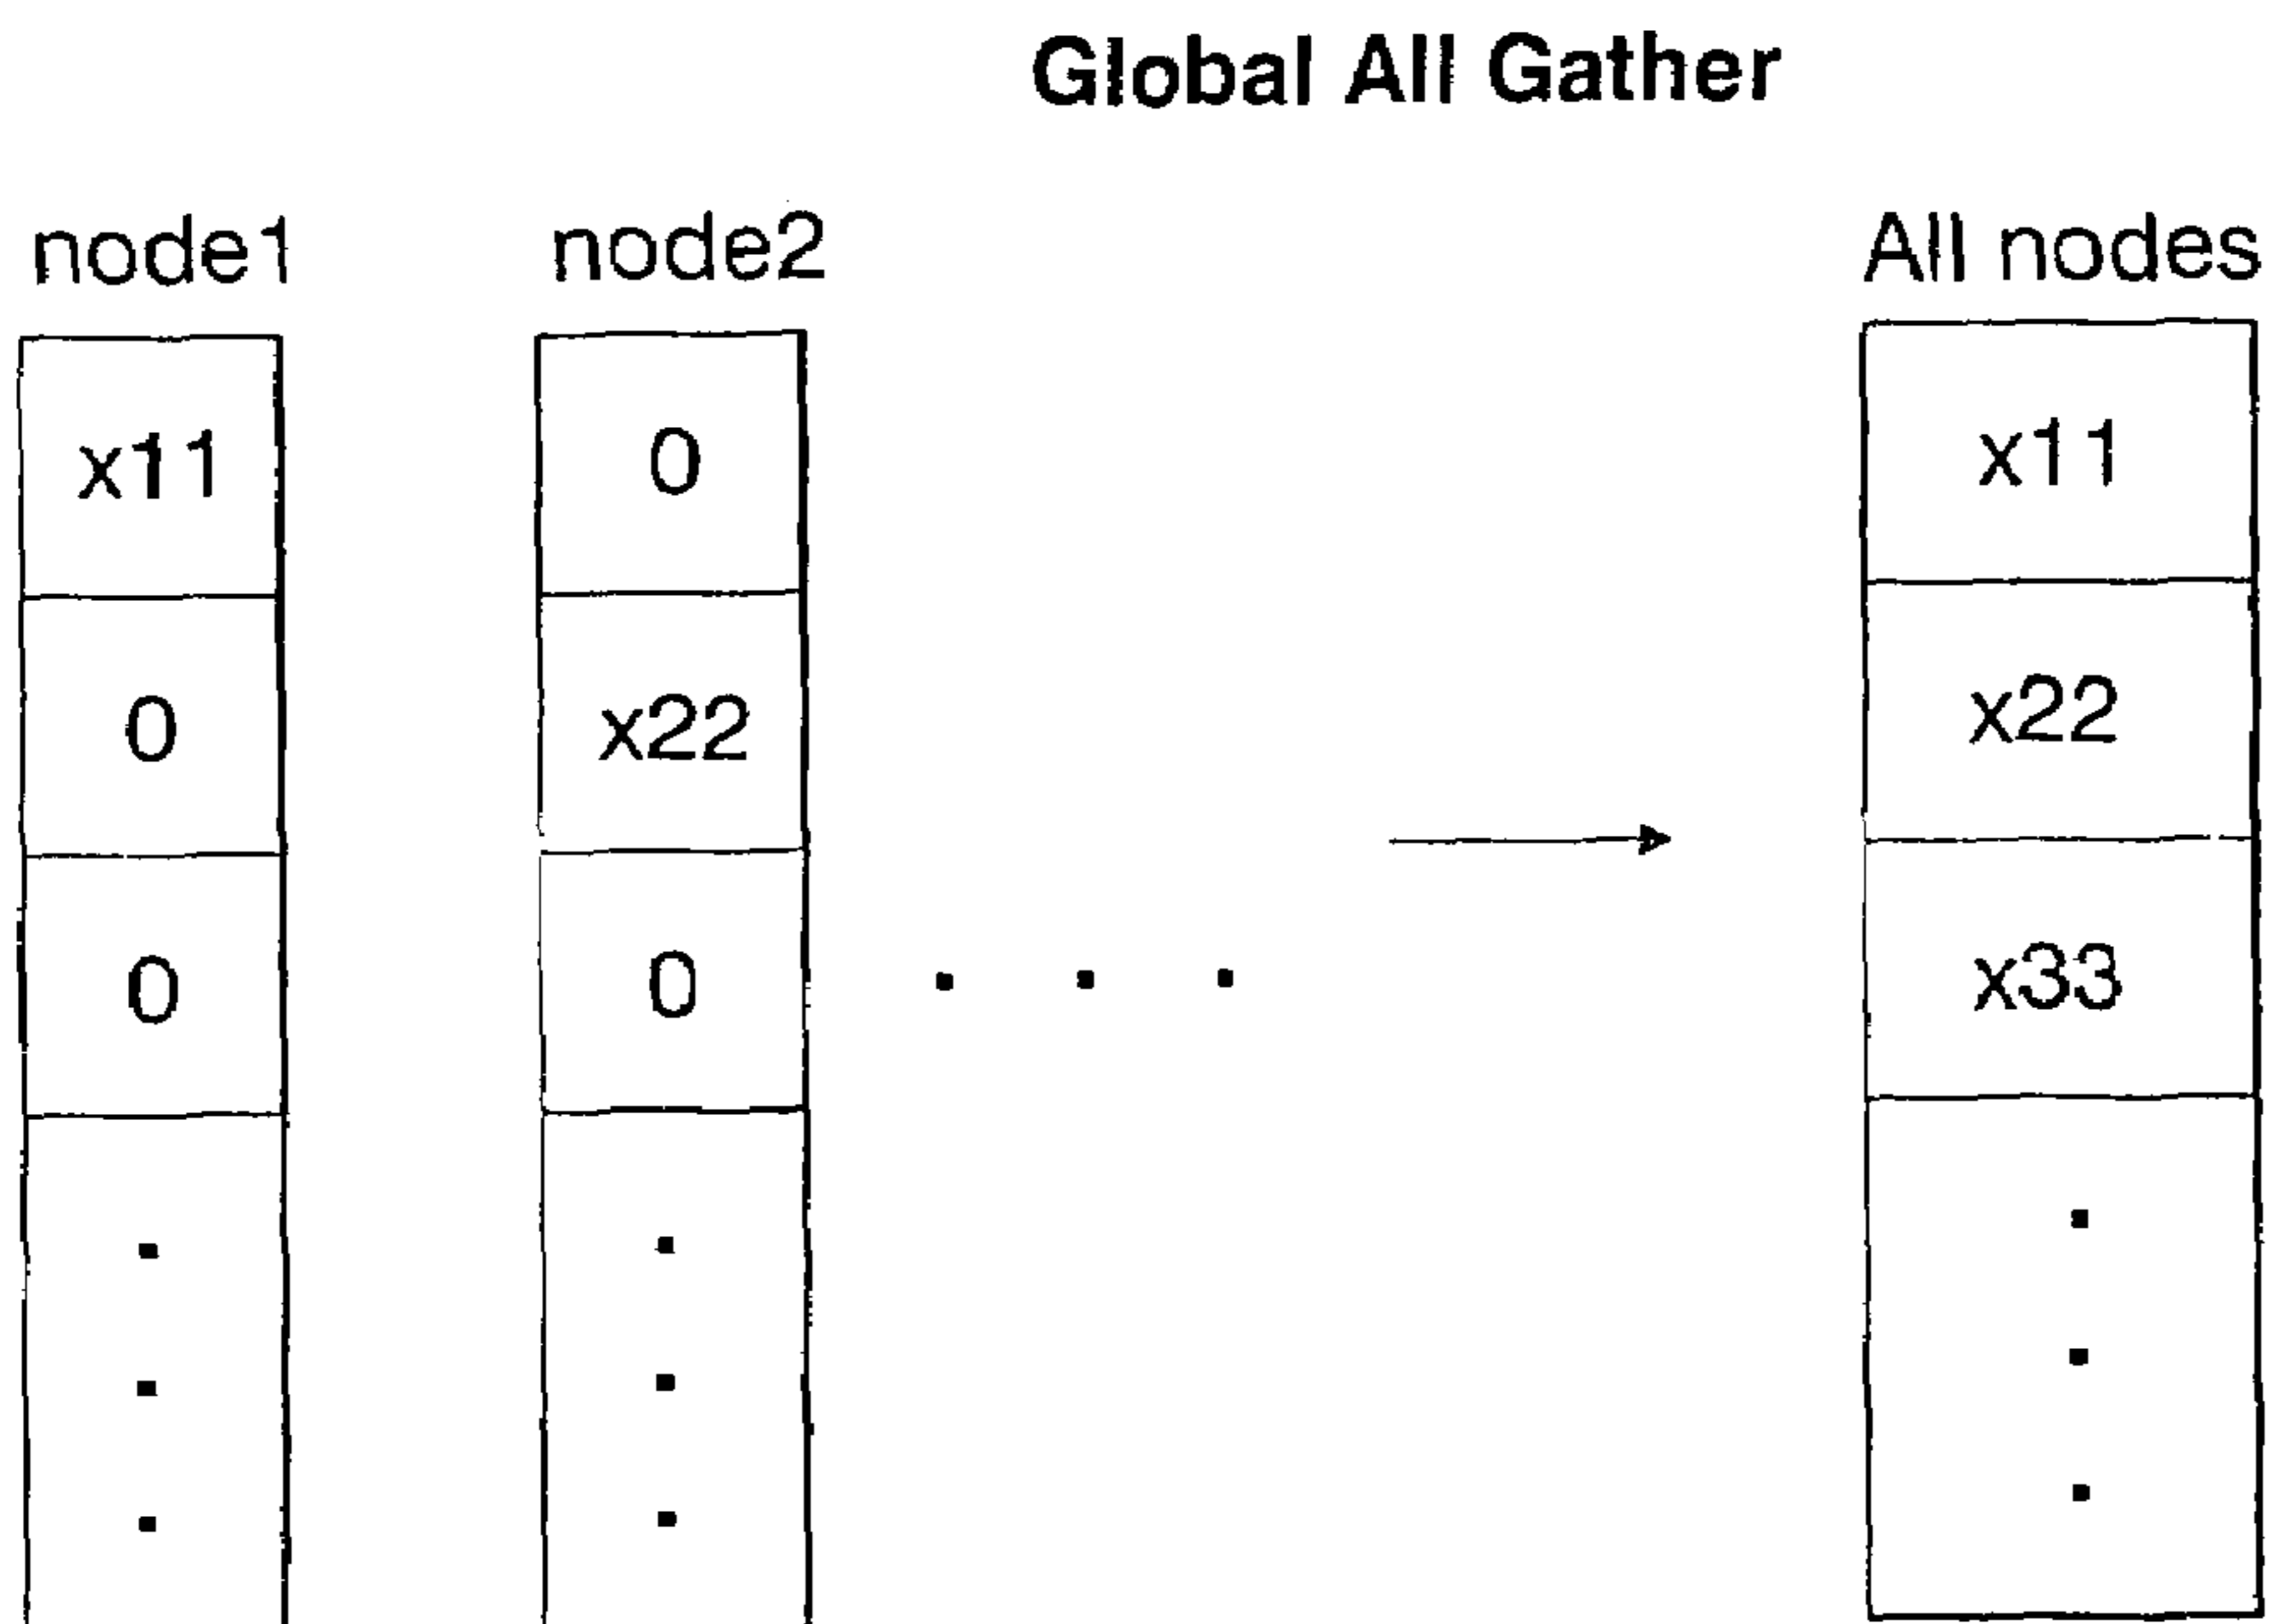 Global All Gather
node1 node2 All nodes
x11 0 x11
0 x22 x22
0 0 . . . x33